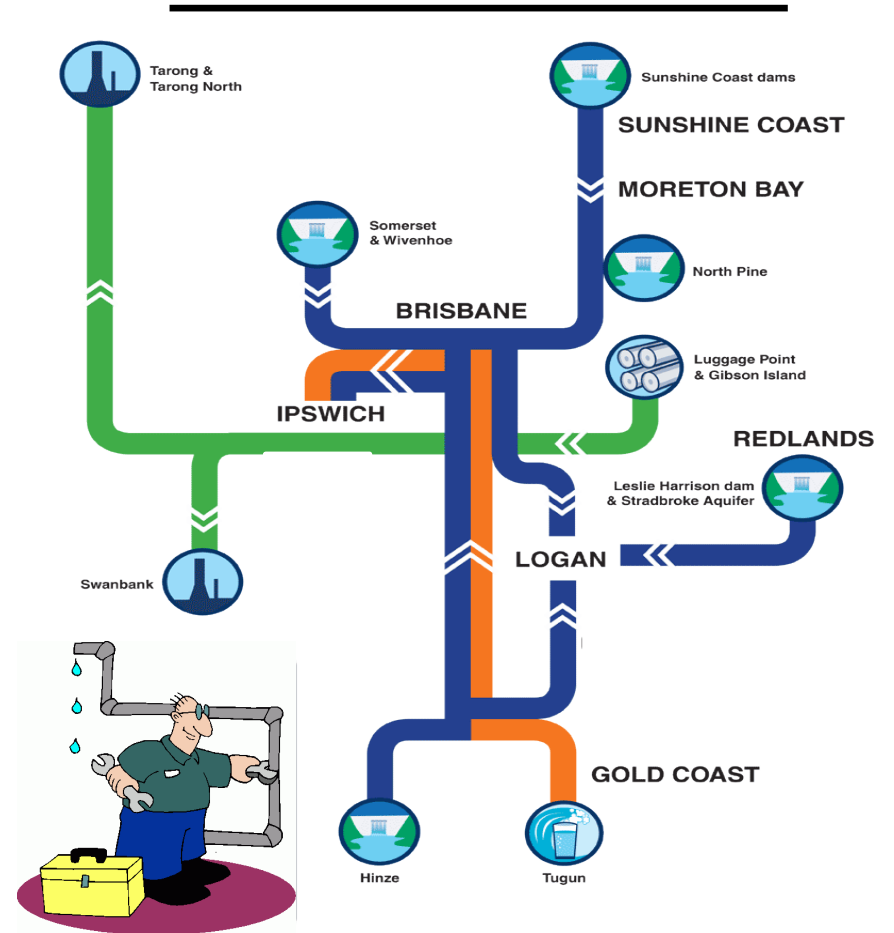 Tarong &
Tarong North
Sunshine Coast dams
SUNSHINE COAST
MORETON BAY
Somerset
& Wivenhoe
North Pine
BRISBANE
Luggage Point
& Gibson Island
IPSWICH
REDLANDS
Leslie Harrison dam
& Stradbroke Aquifer
LOGAN
Swanbank
GOLD COAST
Hinze
Tugun